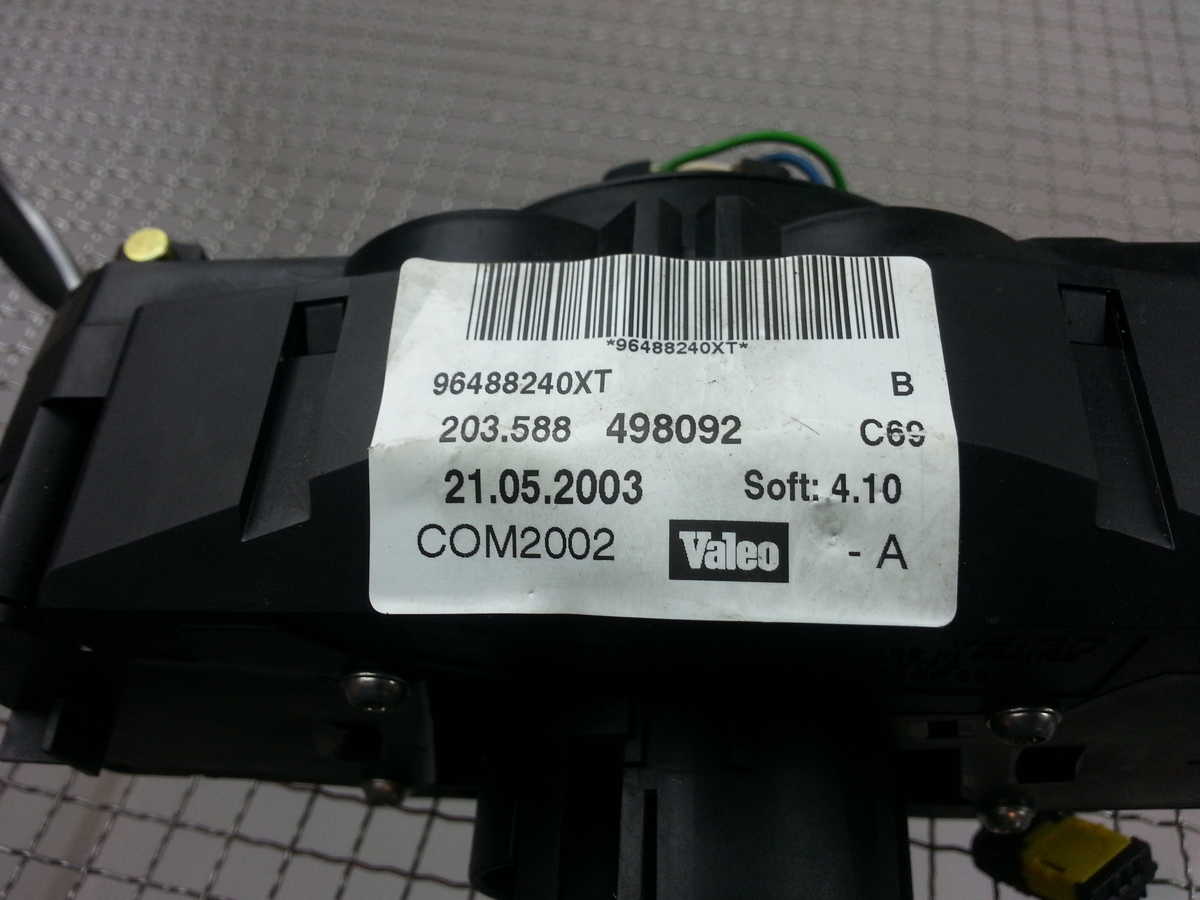 *96488240XT*
96488240XT B
203.588 498092 C69
21.05.2003 Soft: 4.10
COM2002 Valeo - A